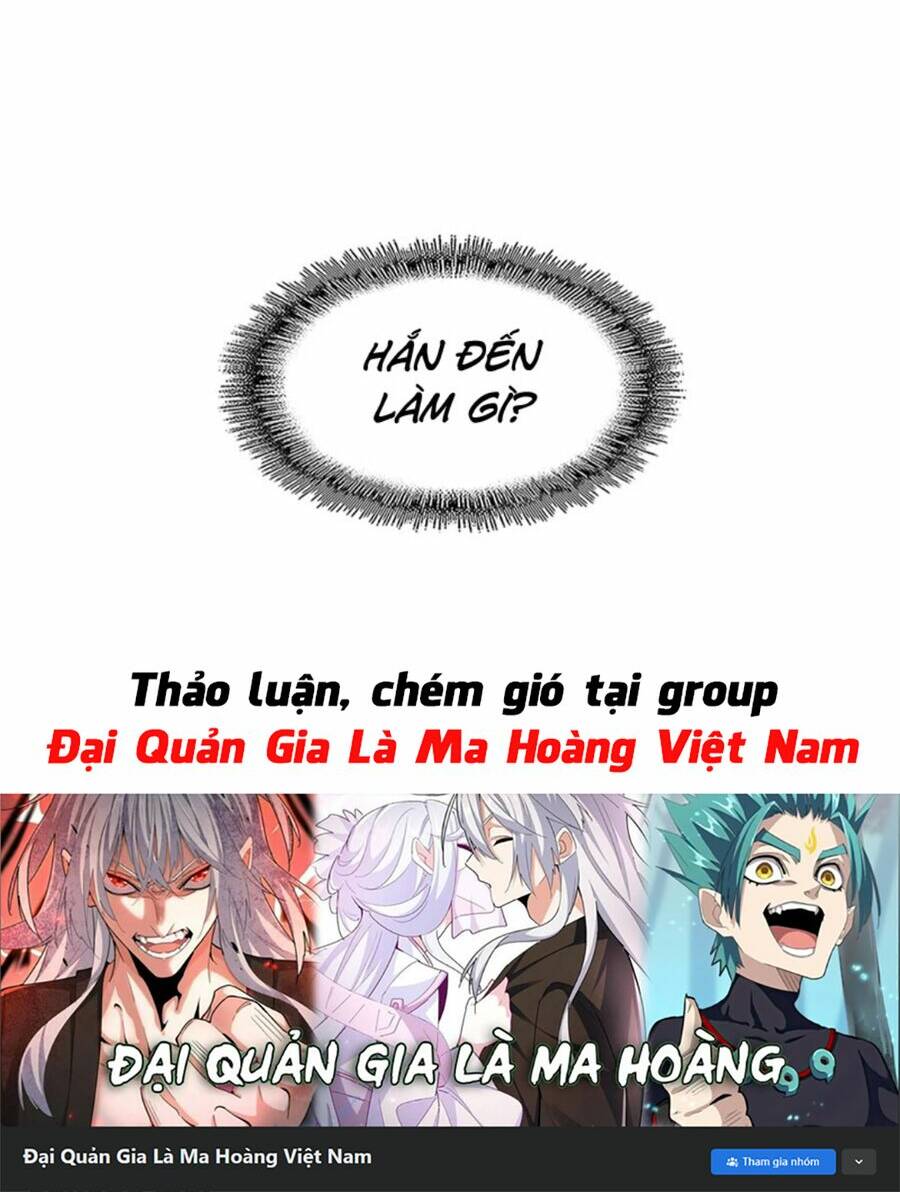 HẮN ĐẾN
LÀM GÌ?
Thảo luận, chém gió tại group
Đại Quản Gia Là Ma Hoàng Việt Nam
ĐẠI QUẢN GIA LÀ MA HOÀNG
Đại Quản Gia Là Ma Hoàng Việt Nam
Tham gia nhóm